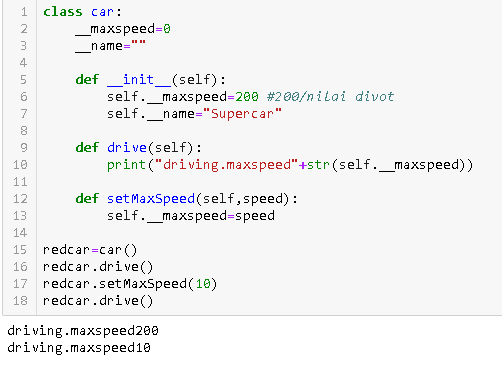 1 class car:
2     __maxspeed=0
3     __name=""
4
5     def __init__(self):
6         self.__maxspeed=200 #200/nilai divot
7         self.__name="Supercar"
8
9     def drive(self):
10         print("driving.maxspeed"+str(self.__maxspeed))
11
12     def setMaxSpeed(self,speed):
13         self.__maxspeed=speed
14
15 redcar=car()
16 redcar.drive()
17 redcar.setMaxSpeed(10)
18 redcar.drive()
driving.maxspeed200
driving.maxspeed10